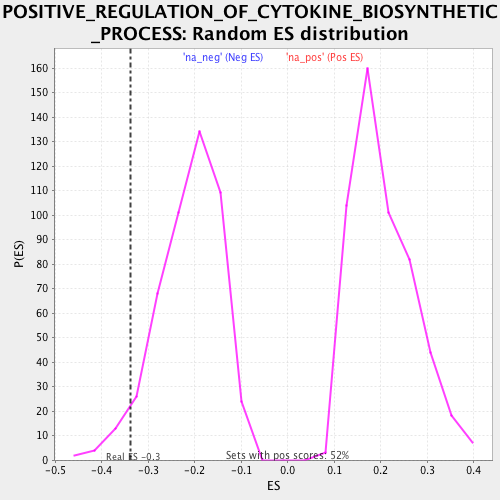 POSITIVE_REGULATION_OF_CYTOKINE_BIOSYNTHETIC
_PROCESS: Random ES distribution
'na_neg' (Neg ES)
'na_pos' (Pos ES)
160
150
140
130
120
110
100
90
80
70
60
50
40
30
20
10
0
P(ES)
Real ES -0.3
Sets with pos scores: 52%
-0.5 -0.4 -0.3 -0.2 -0.1 0.0 0.1 0.2 0.3 0.4
ES